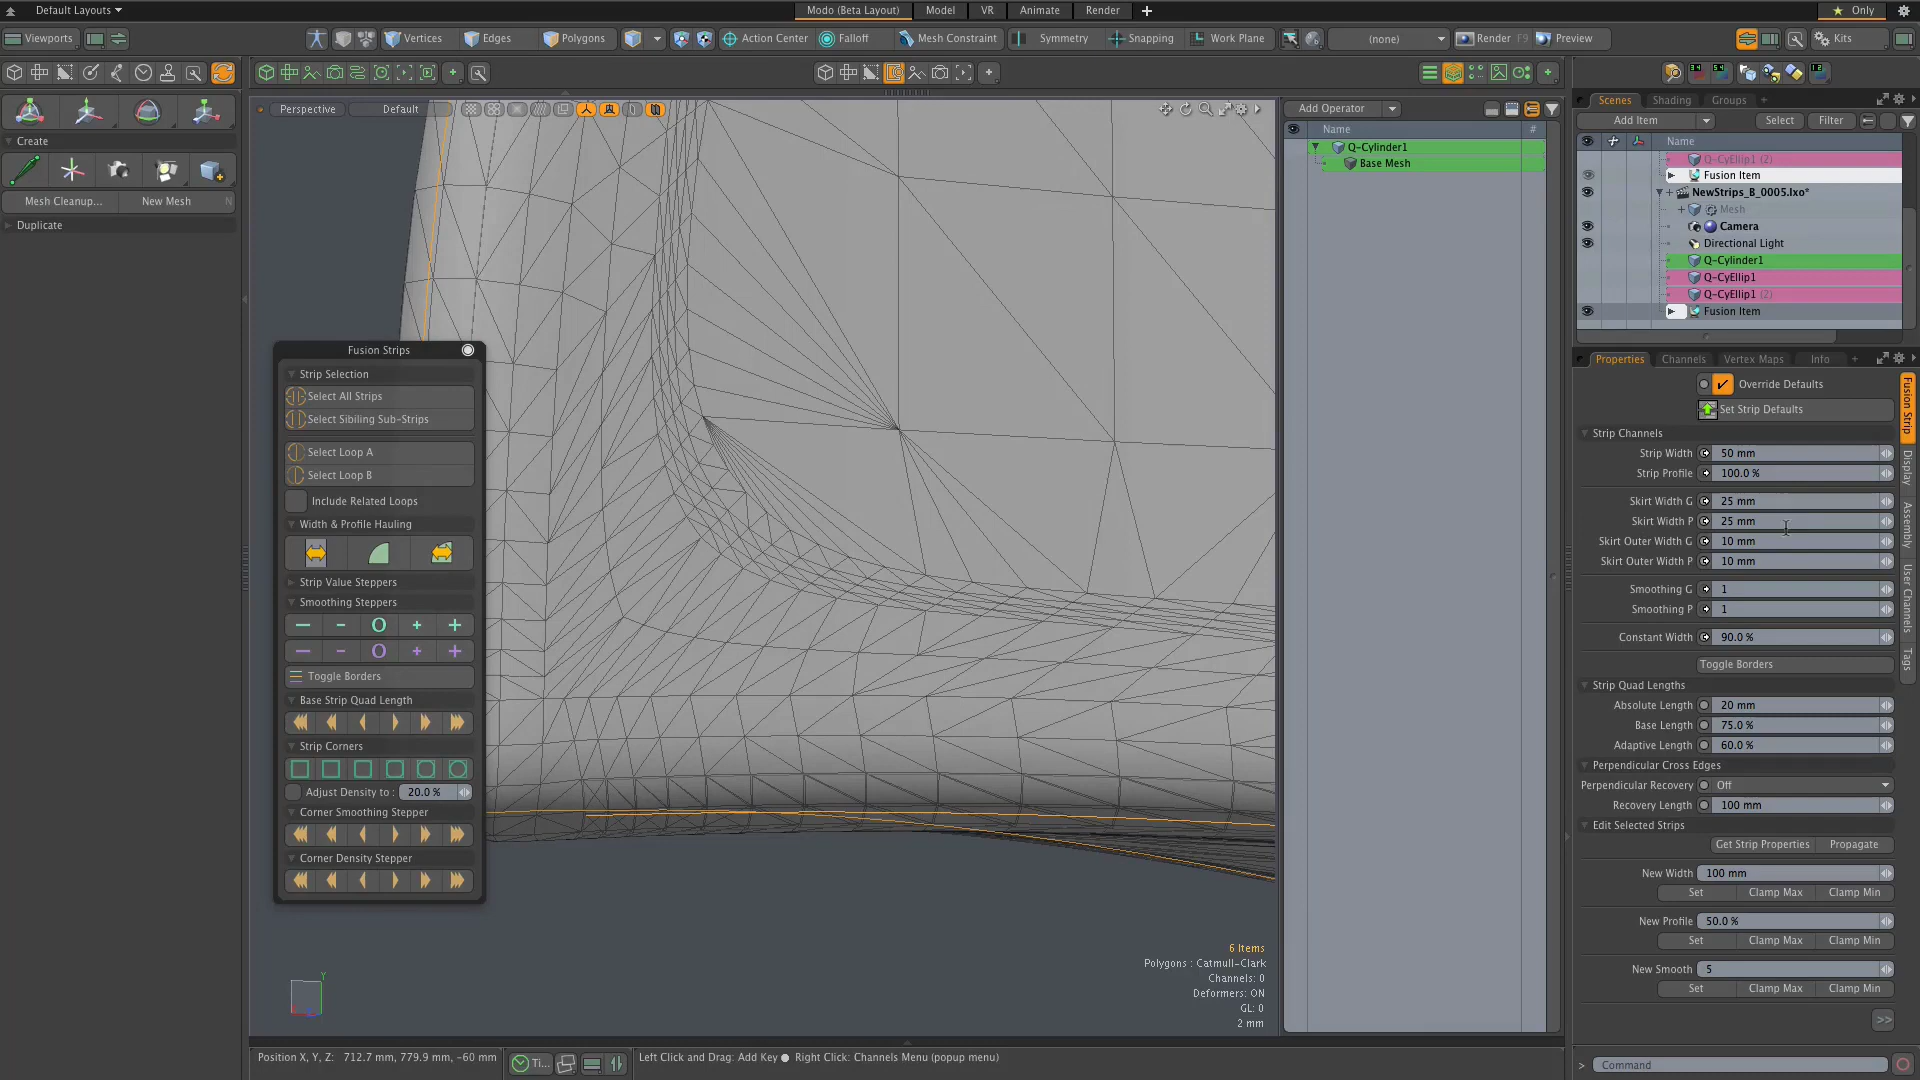 Default Layouts
Modo (Beta Layout)
Model
VR
Animate
Render
Only
Viewports
Vertices
Edges
Polygons
Action Center
Falloff
Mesh Constraint
Symmetry
Snapping
Work Plane
(none)
Render F9
Preview
Kits
Create
Mesh Cleanup...
New Mesh N
Duplicate
Perspective
Default
Fusion Strips
Strip Selection
Select All Strips
Select Sibiling Sub-Strips
Select Loop A
Select Loop B
Include Related Loops
Width & Profile Hauling
Strip Value Steppers
Smoothing Steppers
Toggle Borders
Base Strip Quad Length
Strip Corners
Adjust Density to : 20.0 %
Corner Smoothing Stepper
Corner Density Stepper
6 Items
Polygons : Catmull-Clark
Channels: 0
Deformers: ON
GL: 0
2 mm
Y
Position X, Y, Z: 712.7 mm, 779.9 mm, -60 mm
Ti...
Left Click and Drag: Add Key ● Right Click: Channels Menu (popup menu)
Add Operator
Name #
Q-Cylinder1
Base Mesh
Scenes
Shading
Groups
Add Item
Select
Filter
Name
Q-CyEllip1 (2)
Fusion Item
NewStrips_B_0005.lxo*
Mesh
Camera
Directional Light
Q-Cylinder1
Q-CyEllip1
Q-CyEllip1 (2)
Fusion Item
Properties
Channels
Vertex Maps
Info
Override Defaults
Set Strip Defaults
Strip Channels
Strip Width 50 mm
Strip Profile 100.0 %
Skirt Width G 25 mm
Skirt Width P 25 mm
Skirt Outer Width G 10 mm
Skirt Outer Width P 10 mm
Smoothing G 1
Smoothing P 1
Constant Width 90.0 %
Toggle Borders
Strip Quad Lengths
Absolute Length 20 mm
Base Length 75.0 %
Adaptive Length 60.0 %
Perpendicular Cross Edges
Perpendicular Recovery Off
Recovery Length 100 mm
Edit Selected Strips
Get Strip Properties
Propagate
New Width 100 mm
Set Clamp Max Clamp Min
New Profile 50.0 %
Set Clamp Max Clamp Min
New Smooth 5
Set Clamp Max Clamp Min
>>
Fusion Strip
Display
Assembly
User Channels
Tags
> Command